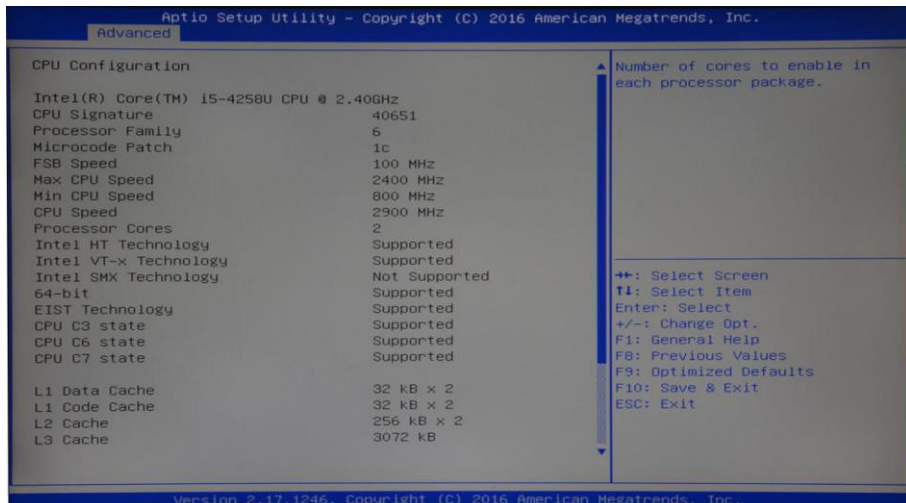 Aptio Setup Utility – Copyright (C) 2016 American Megatrends, Inc.
Advanced
CPU Configuration
Intel(R) Core(TM) i5-4258U CPU @ 2.40GHz
CPU Signature 40651
Processor Family 6
Microcode Patch 1c
FSB Speed 100 MHz
Max CPU Speed 2400 MHz
Min CPU Speed 800 MHz
CPU Speed 2900 MHz
Processor Cores 2
Intel HT Technology Supported
Intel VT-x Technology Supported
Intel SMX Technology Not Supported
64-bit Supported
EIST Technology Supported
CPU C3 state Supported
CPU C6 state Supported
CPU C7 state Supported
L1 Data Cache 32 kB x 2
L1 Code Cache 32 kB x 2
L2 Cache 256 kB x 2
L3 Cache 3072 kB
Number of cores to enable in
each processor package.
→←: Select Screen
↑↓: Select Item
Enter: Select
+/-: Change Opt.
F1: General Help
F8: Previous Values
F9: Optimized Defaults
F10: Save & Exit
ESC: Exit
Version 2.17.1246. Copyright (C) 2016 American Megatrends, Inc.